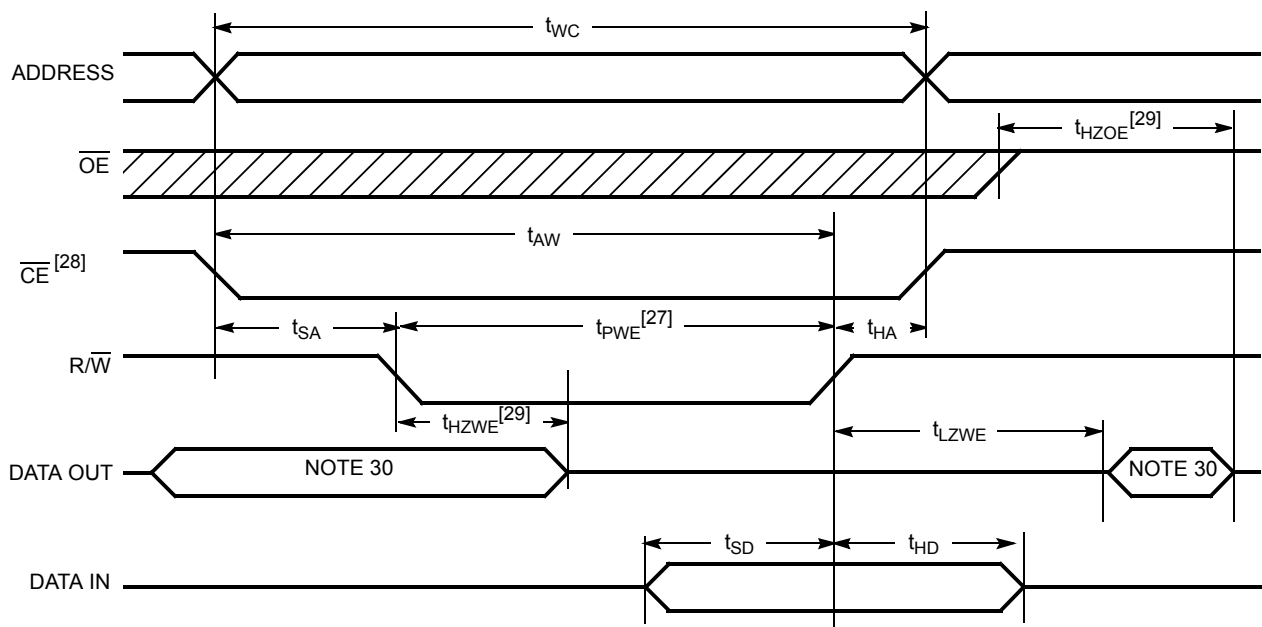 tWC
ADDRESS
tHZOE[29]
OE
tAW
CE [28]
tSA
tPWE[27]
tHA
R/W
tHZWE[29]
tLZWE
DATA OUT
NOTE 30
NOTE 30
tSD
tHD
DATA IN